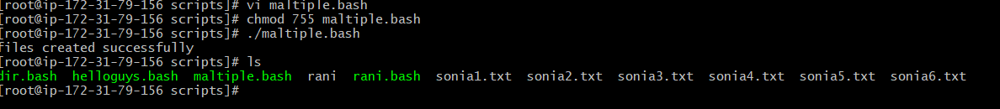 [root@ip-172-31-79-156 scripts]# vi maltiple.bash
[root@ip-172-31-79-156 scripts]# chmod 755 maltiple.bash
[root@ip-172-31-79-156 scripts]# ./maltiple.bash
files created successfully
[root@ip-172-31-79-156 scripts]# ls
dir.bash  helloguys.bash  maltiple.bash  rani  rani.bash  sonia1.txt  sonia2.txt  sonia3.txt  sonia4.txt  sonia5.txt  sonia6.txt
[root@ip-172-31-79-156 scripts]#